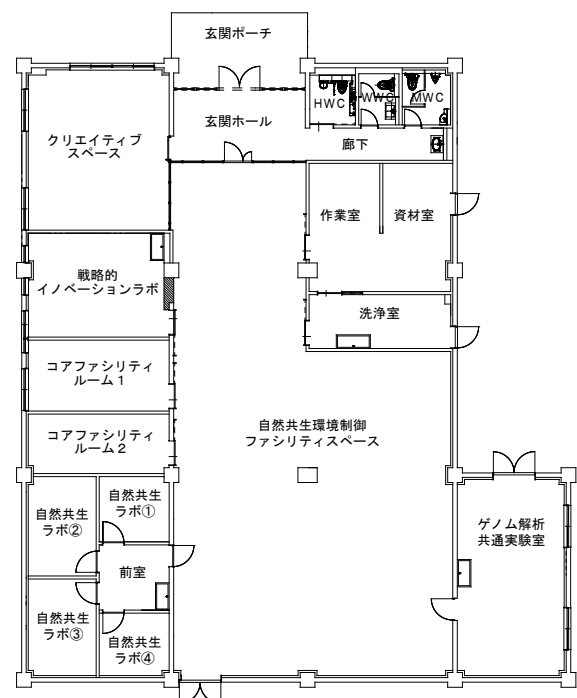 玄関ポーチ
HWC
WWC
MWC
玄関ホール
廊下
クリエイティブ
スペース
作業室
資材室
戦略的
イノベーションラボ
洗浄室
コアファシリティ
ルーム1
自然共生環境制御
ファシリティスペース
コアファシリティ
ルーム2
自然共生
ラボ①
自然共生
ラボ②
ゲノム解析
共通実験室
前室
自然共生
ラボ③
自然共生
ラボ④